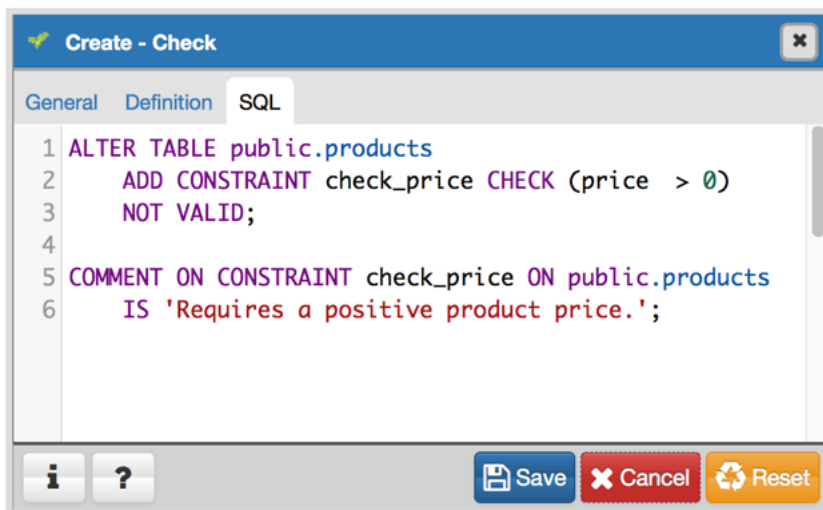 Create - Check
General Definition SQL
1 ALTER TABLE public.products
2     ADD CONSTRAINT check_price CHECK (price  > 0)
3     NOT VALID;
4
5 COMMENT ON CONSTRAINT check_price ON public.products
6     IS 'Requires a positive product price.';
i ? Save Cancel Reset